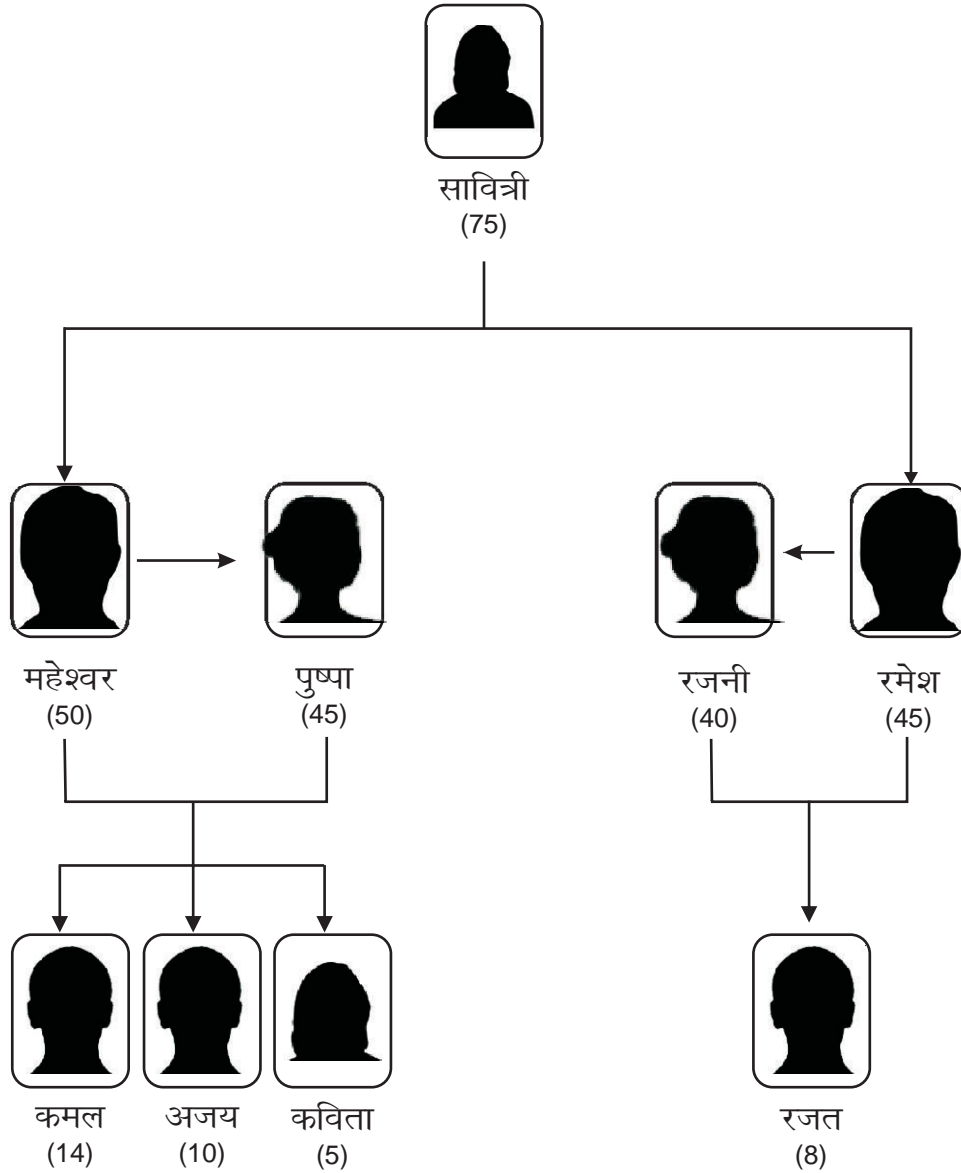 सावित्री
(75)
महेश्वर
(50)
पुष्पा
(45)
रजनी
(40)
रमेश
(45)
कमल
(14)
अजय
(10)
कविता
(5)
रजत
(8)